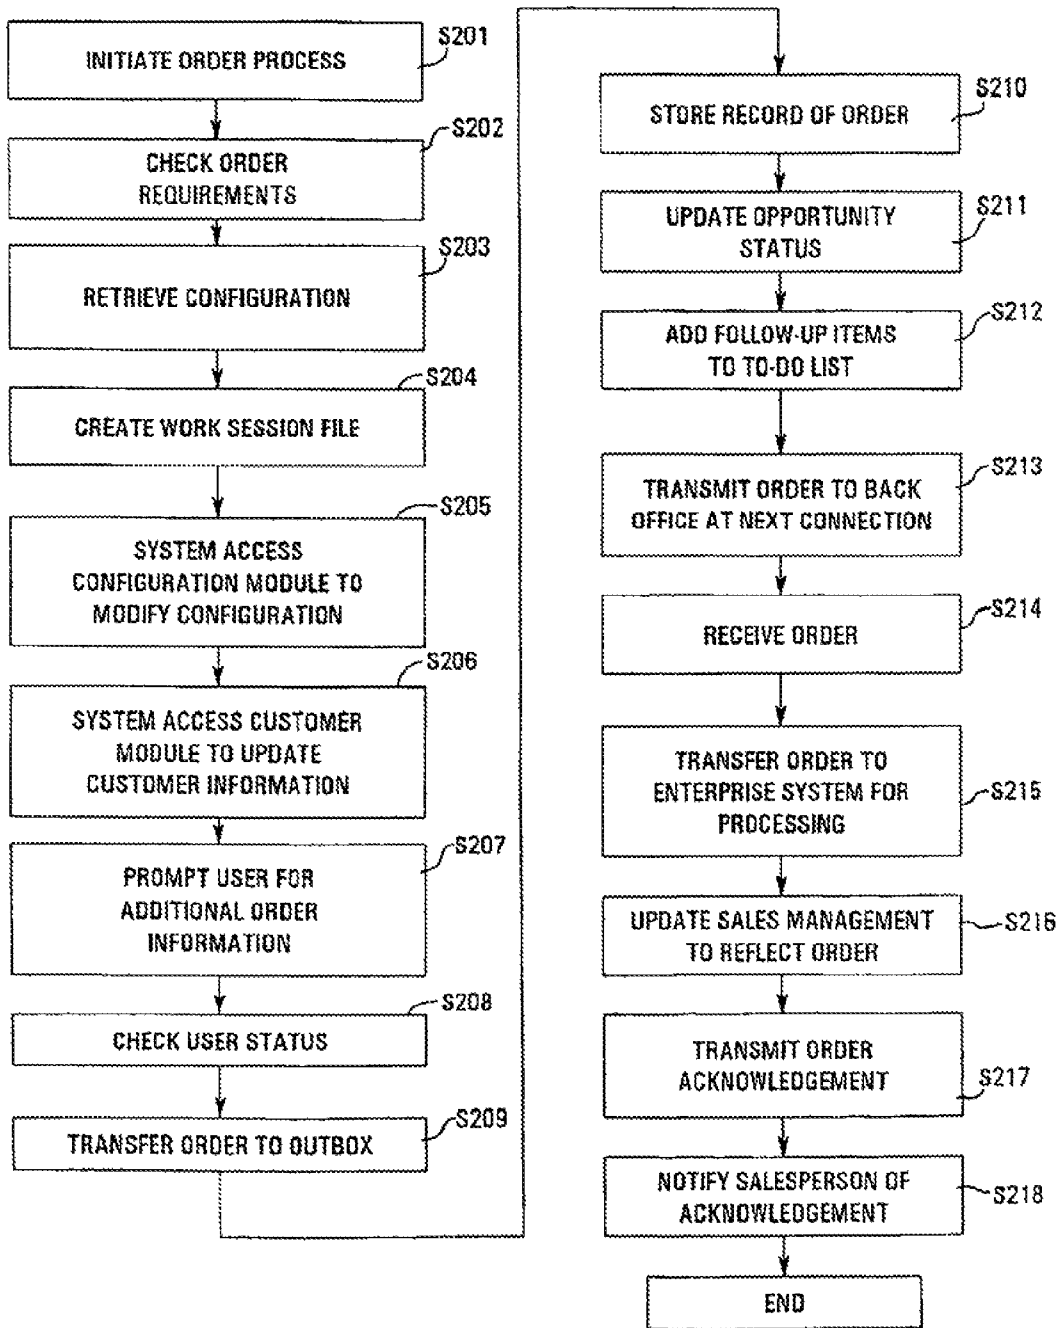 INITIATE ORDER PROCESS
S201
CHECK ORDER
REQUIREMENTS
S202
RETRIEVE CONFIGURATION
S203
CREATE WORK SESSION FILE
S204
SYSTEM ACCESS
CONFIGURATION MODULE TO
MODIFY CONFIGURATION
S205
SYSTEM ACCESS CUSTOMER
MODULE TO UPDATE
CUSTOMER INFORMATION
S206
PROMPT USER FOR
ADDITIONAL ORDER
INFORMATION
S207
CHECK USER STATUS
S208
TRANSFER ORDER TO OUTBOX
S209
STORE RECORD OF ORDER
S210
UPDATE OPPORTUNITY
STATUS
S211
ADD FOLLOW-UP ITEMS
TO TO-DO LIST
S212
TRANSMIT ORDER TO BACK
OFFICE AT NEXT CONNECTION
S213
RECEIVE ORDER
S214
TRANSFER ORDER TO
ENTERPRISE SYSTEM FOR
PROCESSING
S215
UPDATE SALES MANAGEMENT
TO REFLECT ORDER
S216
TRANSMIT ORDER
ACKNOWLEDGEMENT
S217
NOTIFY SALESPERSON OF
ACKNOWLEDGEMENT
S218
END